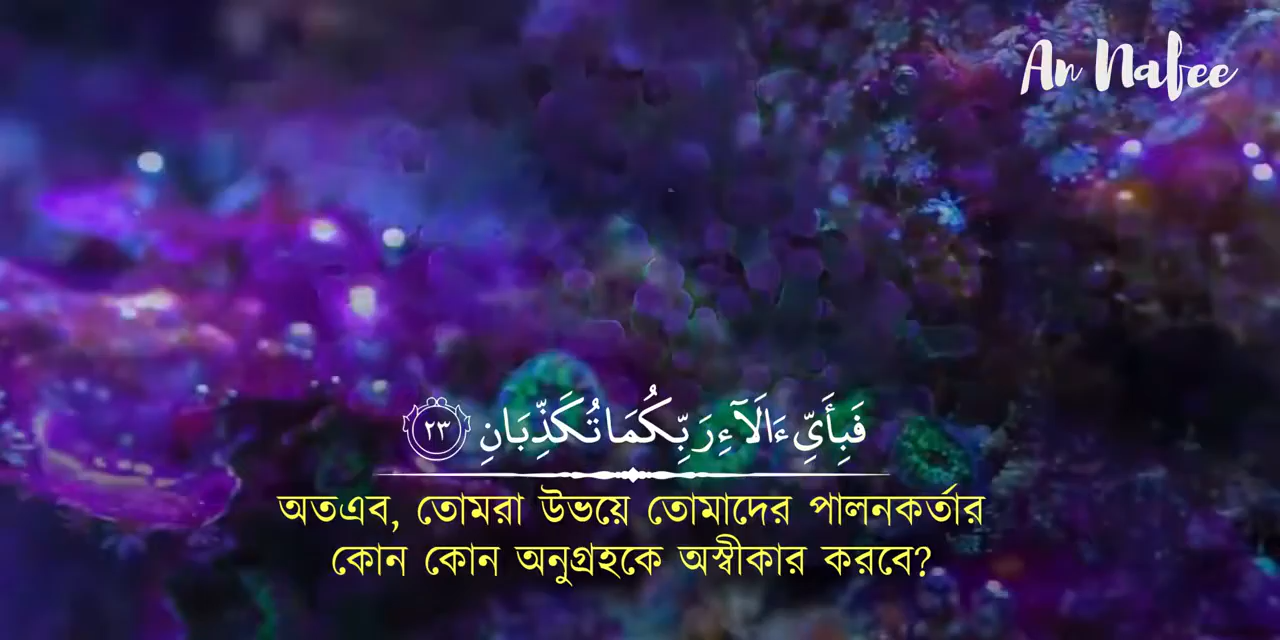 An Nafee
فَبِأَيِّ ءَالَآءِ رَبِّكُمَا تُكَذِّبَانِ ٢٣
অতএব, তোমরা উভয়ে তোমাদের পালনকর্তার
কোন কোন অনুগ্রহকে অস্বীকার করবে?